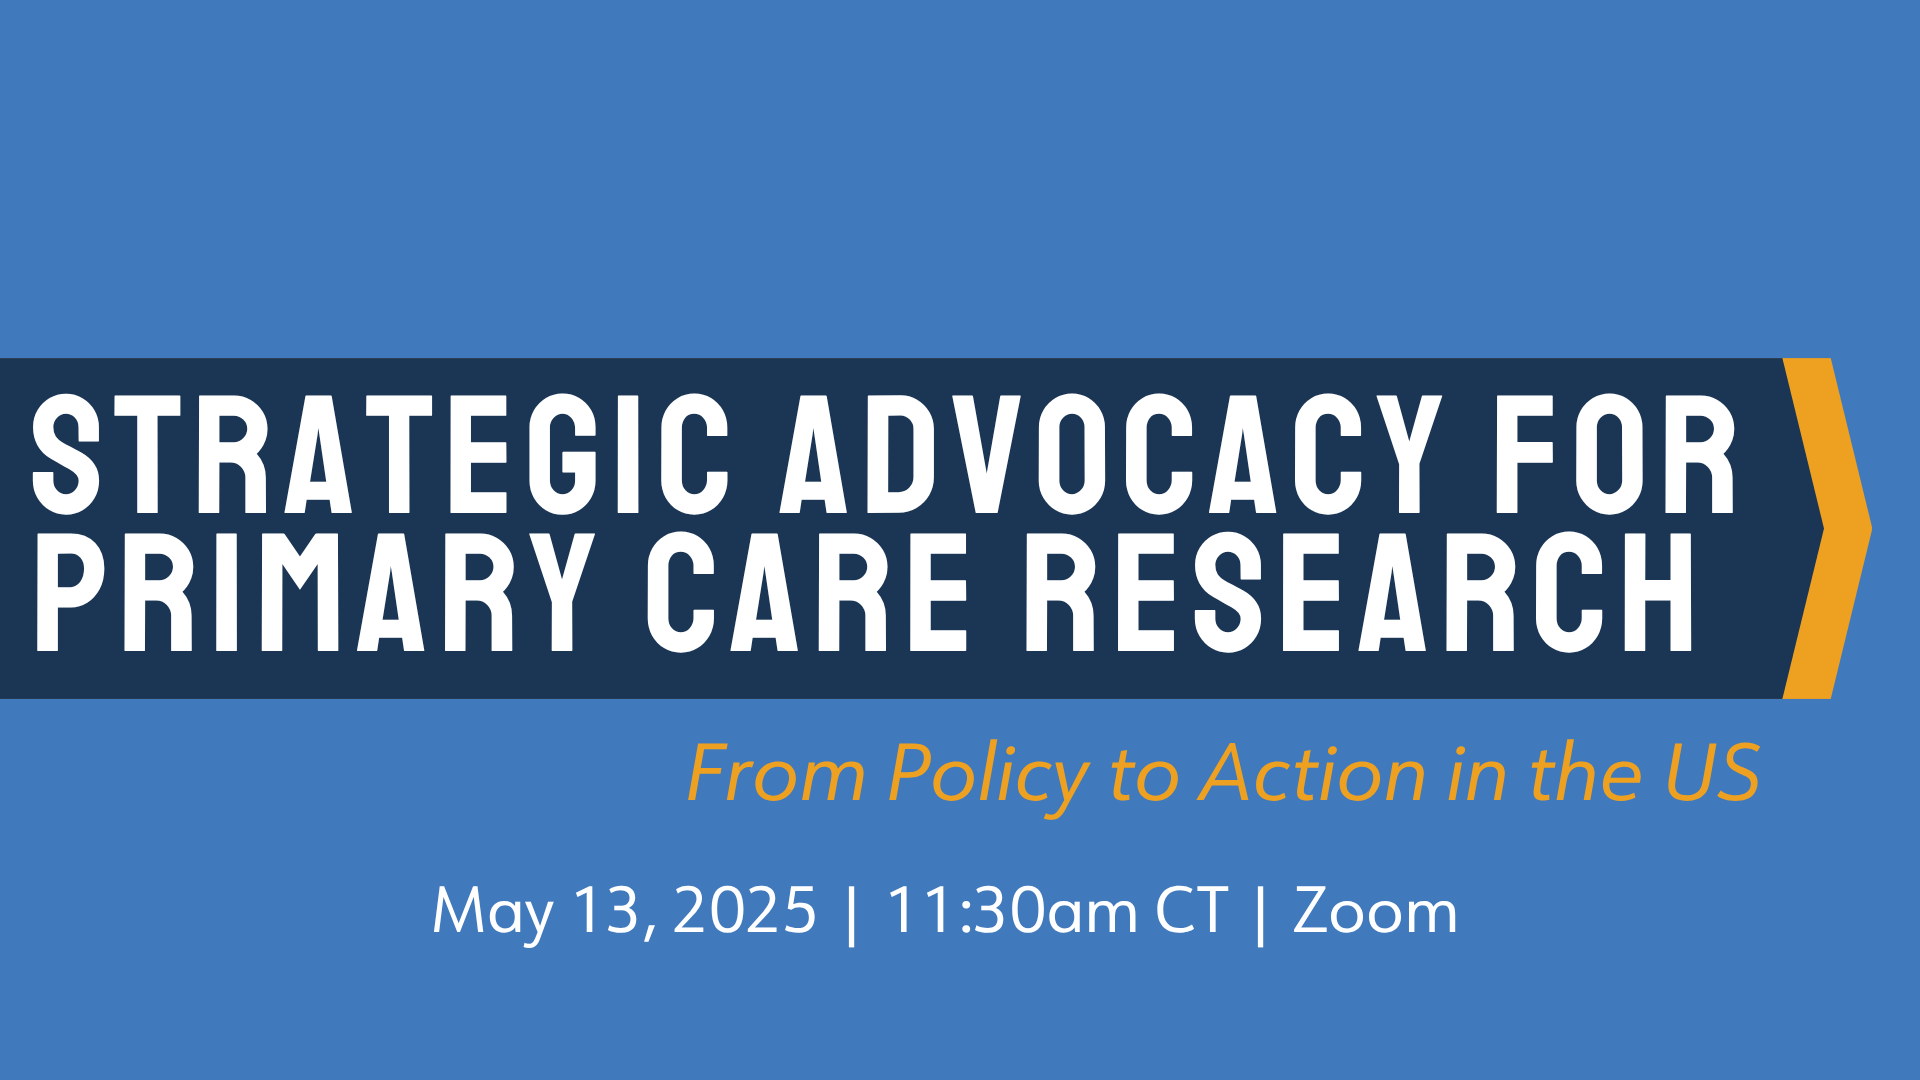 STRATEGIC ADVOCACY FOR
PRIMARY CARE RESEARCH
From Policy to Action in the US
May 13, 2025 | 11:30am CT | Zoom